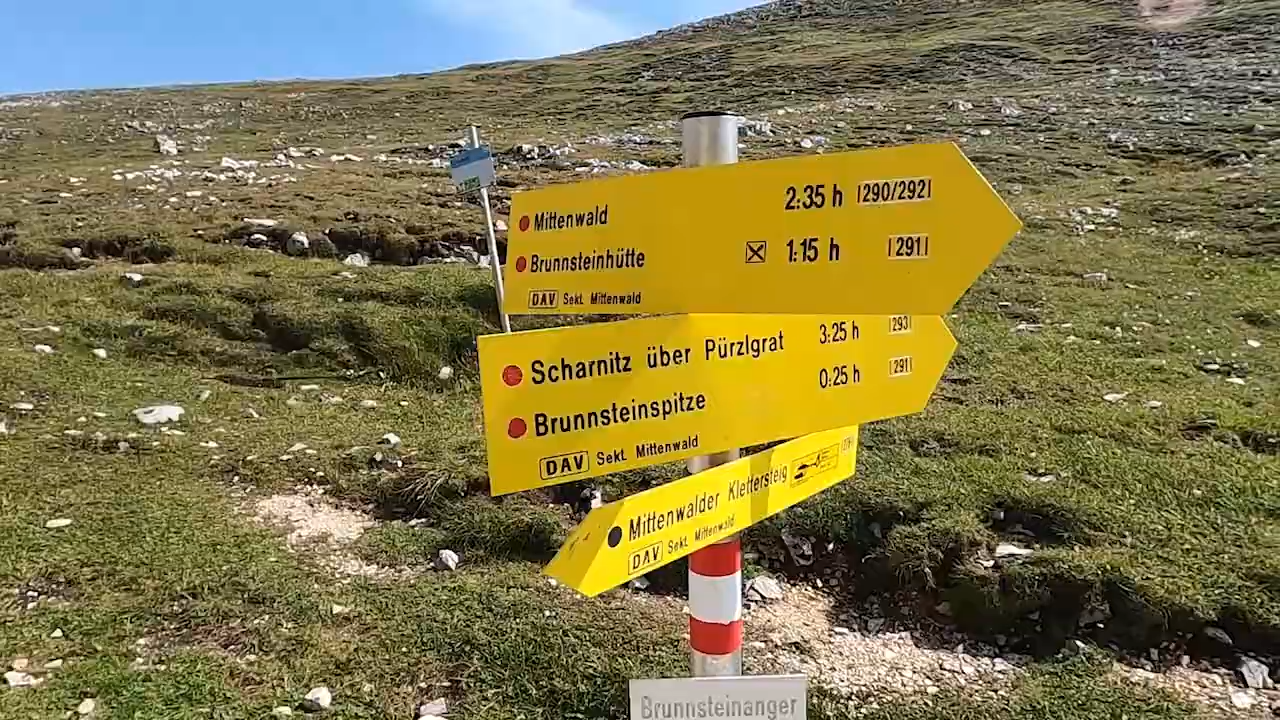 Mittenwald 2:35 h 290/292
Brunnsteinhütte 1:15 h 291
DAV Sekt. Mittenwald
Scharnitz über Pürzlgrat 3:25 h 293
Brunnsteinspitze 0:25 h 291
DAV Sekt. Mittenwald
Mittenwalder Klettersteig
DAV Sekt. Mittenwald
Brunnsteinanger